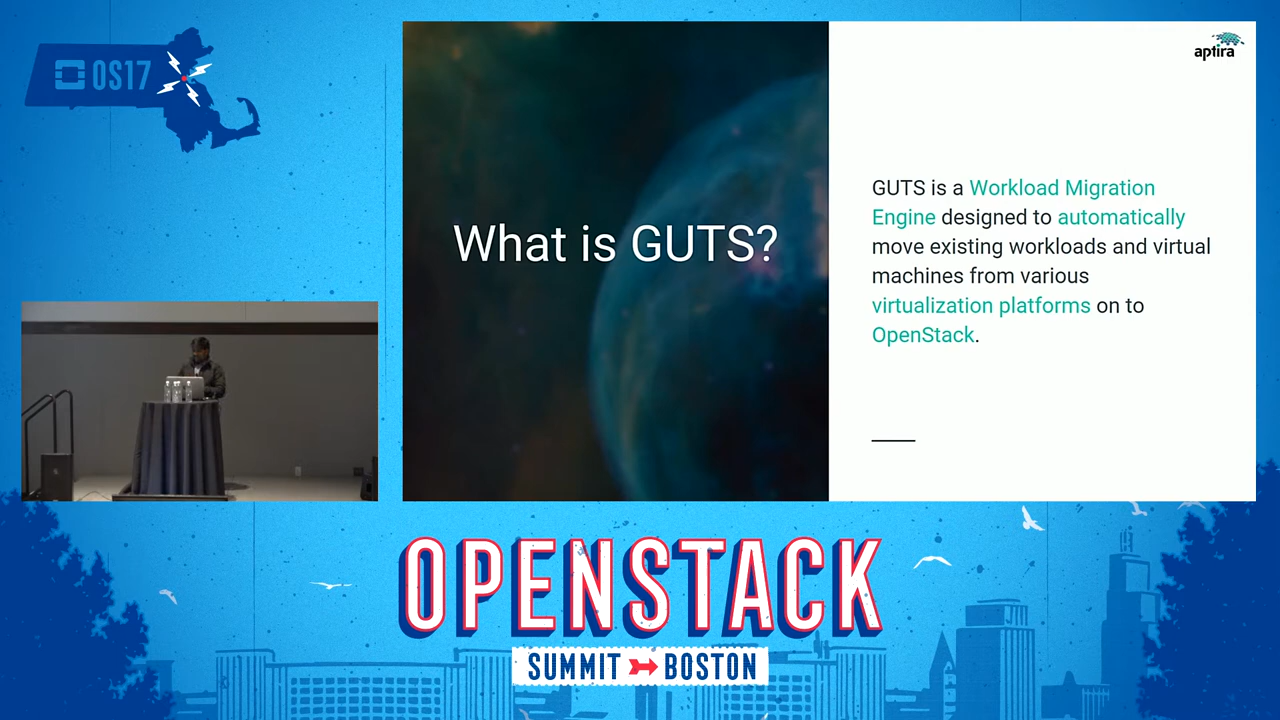 OS17
What is GUTS?
aptira
GUTS is a Workload Migration
Engine designed to automatically
move existing workloads and virtual
machines from various
virtualization platforms on to
OpenStack.
OPENSTACK
SUMMIT BOSTON